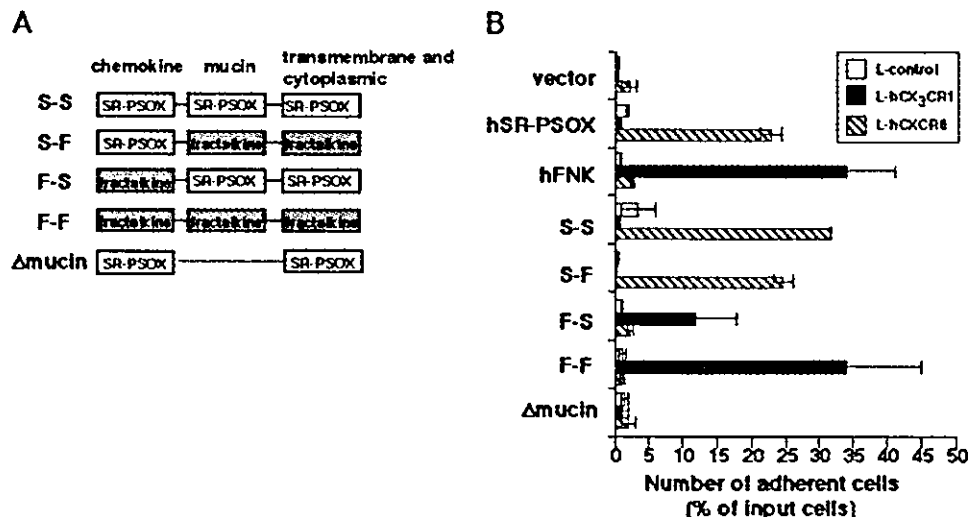 A
chemokine mucin transmembrane and
cytoplasmic
S-S SR-PSOX SR-PSOX SR-PSOX
S-F SR-PSOX fractalkine fractalkine
F-S fractalkine SR-PSOX SR-PSOX
F-F fractalkine fractalkine fractalkine
Δmucin SR-PSOX SR-PSOX
B
L-control
L-hCX3CR1
L-hCXCR6
vector
hSR-PSOX
hFNK
S-S
S-F
F-S
F-F
Δmucin
0 5 10 15 20 25 30 35 40 45 50
Number of adherent cells
(% of input cells)